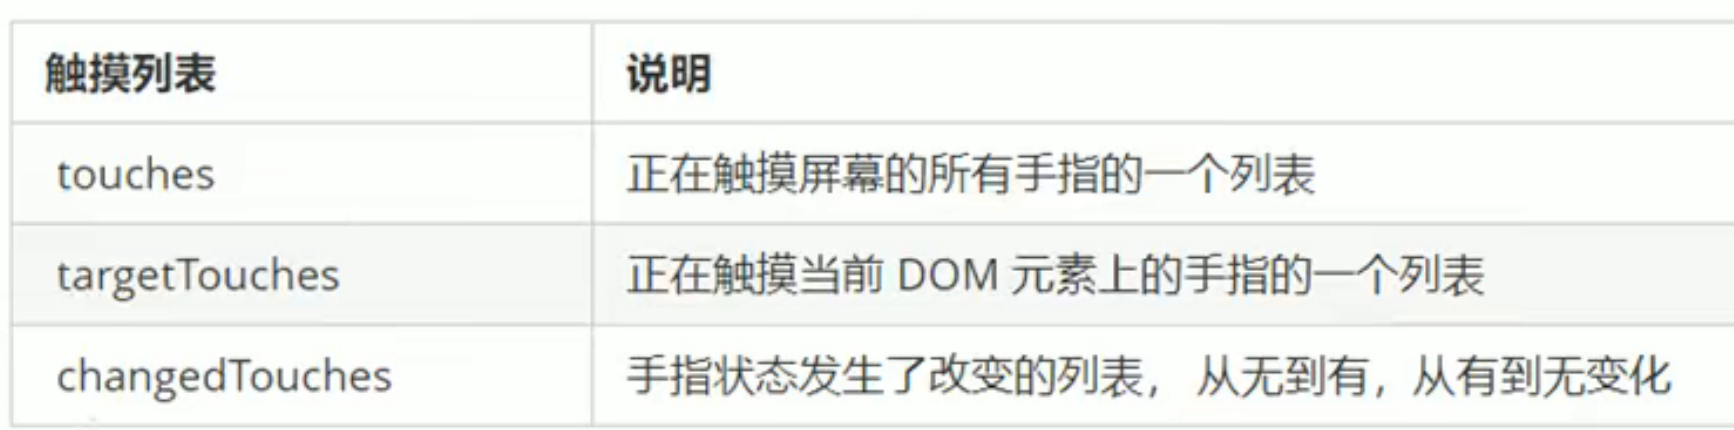 触摸列表 说明
touches 正在触摸屏幕的所有手指的一个列表
targetTouches 正在触摸当前 DOM 元素上的手指的一个列表
changedTouches 手指状态发生了改变的列表， 从无到有，从有到无变化